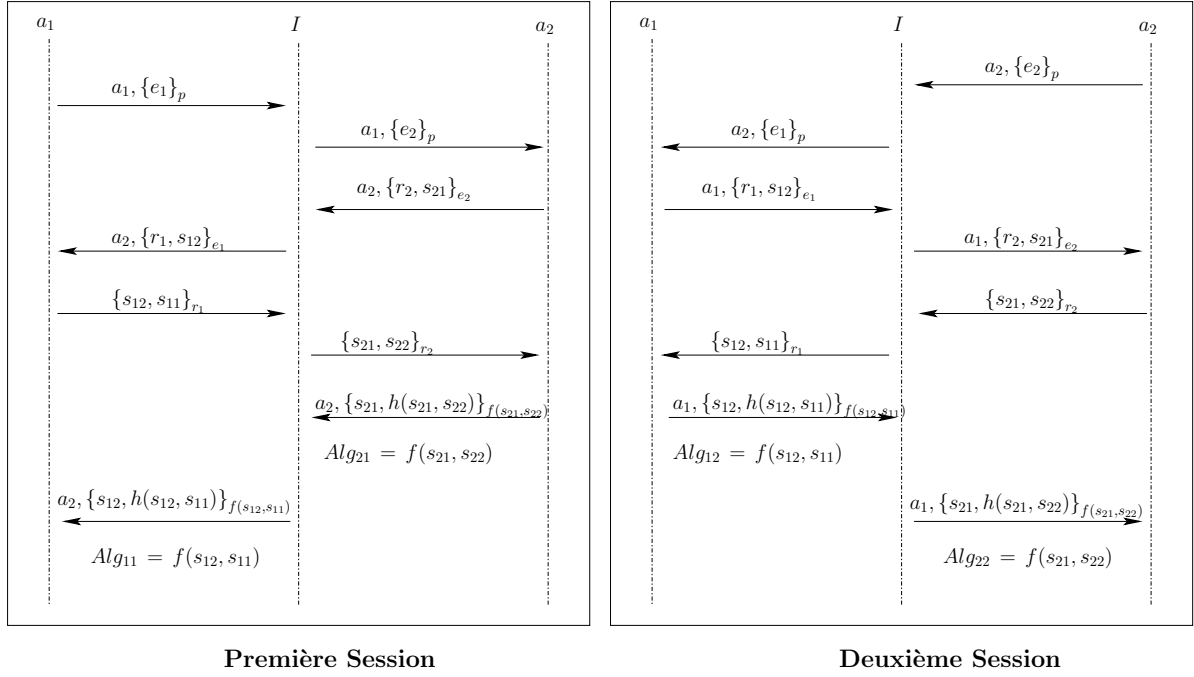 a₁ I a₂
a₁, {e₁}ₚ
a₁, {e₂}ₚ
a₂, {r₂, s₂₁}ₑ₂
a₂, {r₁, s₁₂}ₑ₁
{s₁₂, s₁₁}ᵣ₁
{s₂₁, s₂₂}ᵣ₂
a₂, {s₂₁, h(s₂₁, s₂₂)}f(s₂₁,s₂₂)
Alg₂₁ = f(s₂₁, s₂₂)
a₂, {s₁₂, h(s₁₂, s₁₁)}f(s₁₂,s₁₁)
Alg₁₁ = f(s₁₂, s₁₁)
Première Session
a₁ I a₂
a₂, {e₂}ₚ
a₂, {e₁}ₚ
a₁, {r₁, s₁₂}ₑ₁
a₁, {r₂, s₂₁}ₑ₂
{s₂₁, s₂₂}ᵣ₂
{s₁₂, s₁₁}ᵣ₁
a₁, {s₁₂, h(s₁₂, s₁₁)}f(s₁₂,s₁₁)
Alg₁₂ = f(s₁₂, s₁₁)
a₁, {s₂₁, h(s₂₁, s₂₂)}f(s₂₁,s₂₂)
Alg₂₂ = f(s₂₁, s₂₂)
Deuxième Session